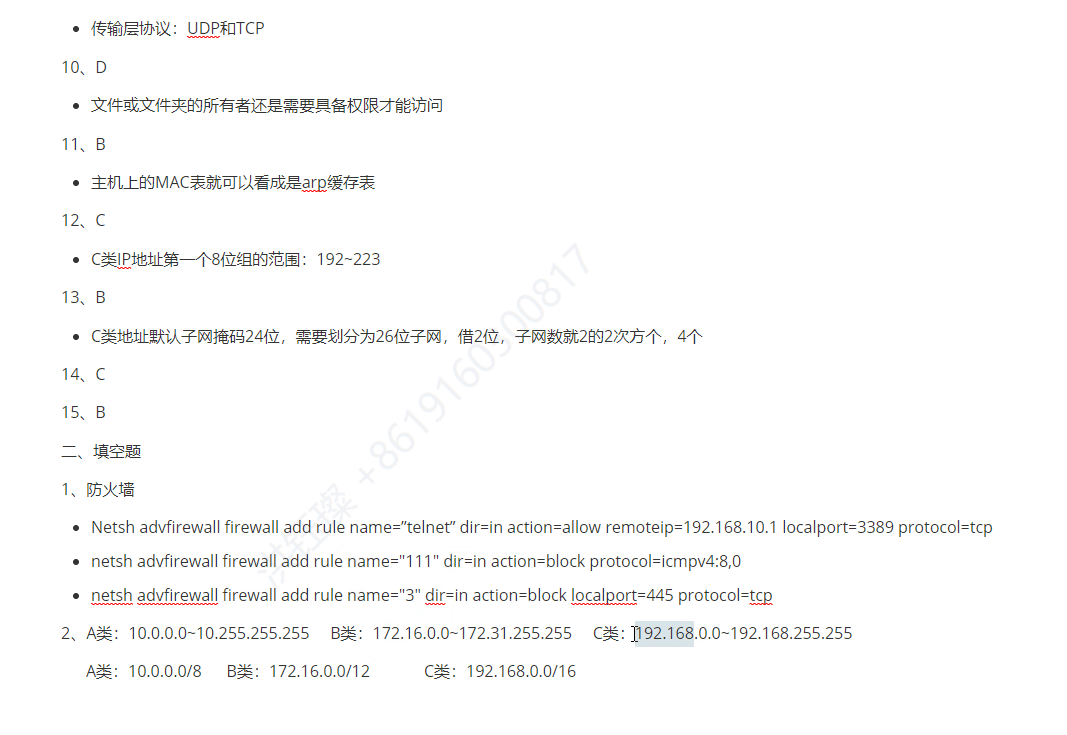 • 传输层协议：UDP和TCP
10、D
• 文件或文件夹的所有者还是需要具备权限才能访问
11、B
• 主机上的MAC表就可以看成是arp缓存表
12、C
• C类IP地址第一个8位组的范围：192~223
13、B
• C类地址默认子网掩码24位，需要划分为26位子网，借2位，子网数就2的2次方个，4个
14、C
15、B
二、填空题
1、防火墙
• Netsh advfirewall firewall add rule name=”telnet” dir=in action=allow remoteip=192.168.10.1 localport=3389 protocol=tcp
• netsh advfirewall firewall add rule name="111" dir=in action=block protocol=icmpv4:8,0
• netsh advfirewall firewall add rule name="3" dir=in action=block localport=445 protocol=tcp
2、A类：10.0.0.0~10.255.255.255 B类：172.16.0.0~172.31.255.255 C类：192.168.0.0~192.168.255.255
A类：10.0.0.0/8 B类：172.16.0.0/12 C类：192.168.0.0/16
+8619160300817